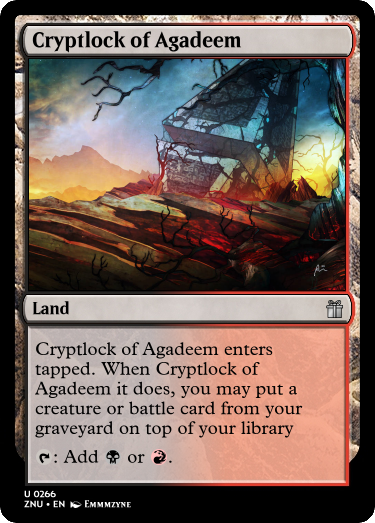 Cryptlock of Agadeem
Land
Cryptlock of Agadeem enters
tapped. When Cryptlock of
Agadeem it does, you may put a
creature or battle card from your
graveyard on top of your library
: Add or .
U 0266
ZNU • EN Emmmzyne